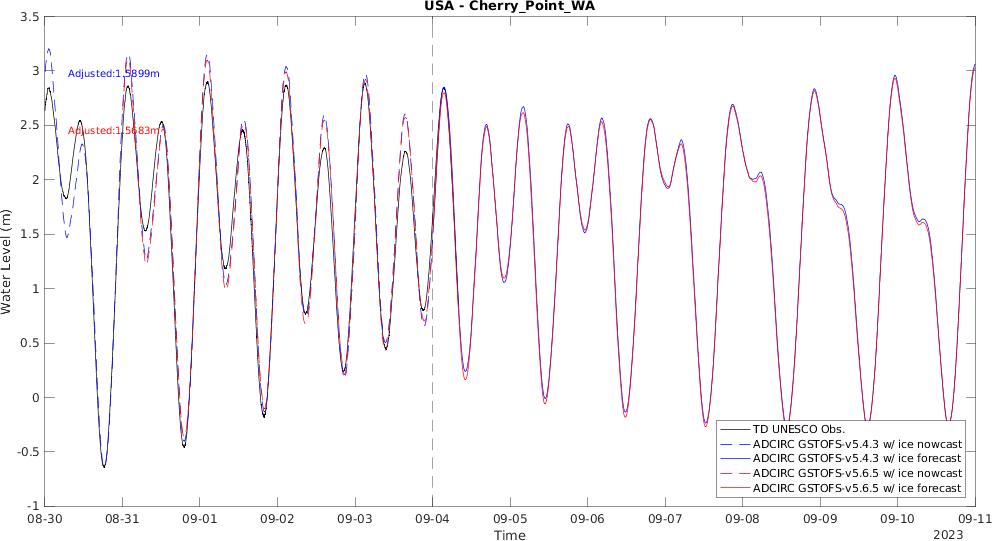 USA - Cherry_Point_WA
3.5
3
2.5
2
1.5
1
0.5
0
-0.5
-1
Water Level (m)
Adjusted:1.5899m
Adjusted:1.5683m
TD UNESCO Obs.
ADCIRC GSTOFS-v5.4.3 w/ ice nowcast
ADCIRC GSTOFS-v5.4.3 w/ ice forecast
ADCIRC GSTOFS-v5.6.5 w/ ice nowcast
ADCIRC GSTOFS-v5.6.5 w/ ice forecast
08-30 08-31 09-01 09-02 09-03 09-04 09-05 09-06 09-07 09-08 09-09 09-10 09-11
Time
2023